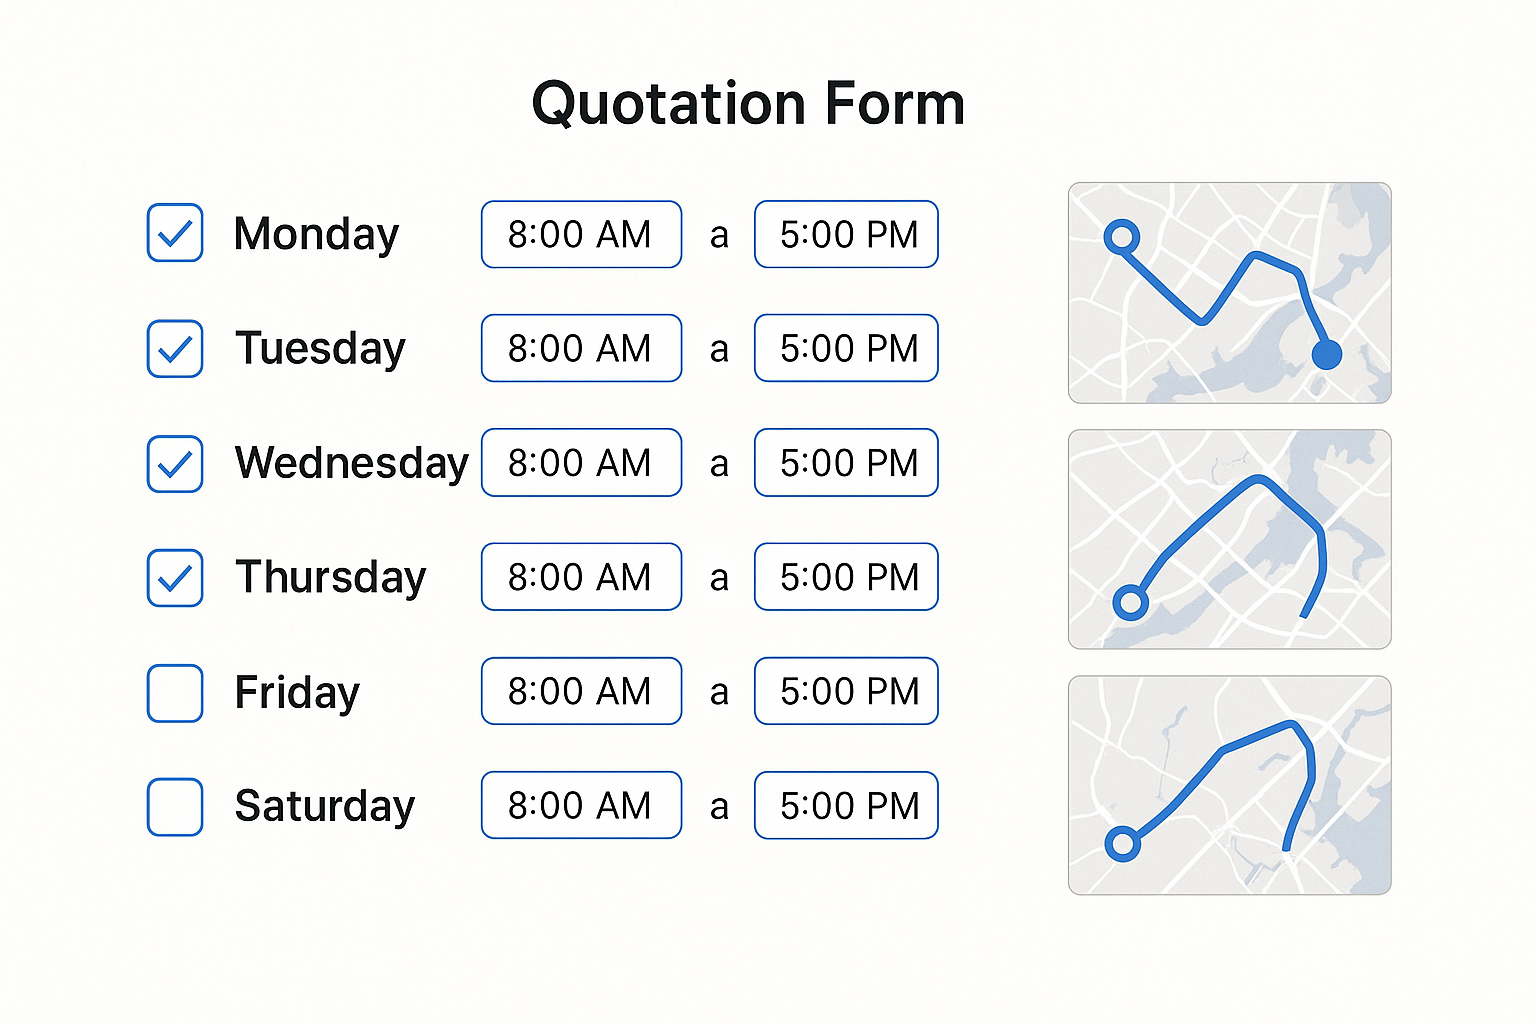 Quotation Form
Monday 8:00 AM a 5:00 PM
Tuesday 8:00 AM a 5:00 PM
Wednesday 8:00 AM a 5:00 PM
Thursday 8:00 AM a 5:00 PM
Friday 8:00 AM a 5:00 PM
Saturday 8:00 AM a 5:00 PM